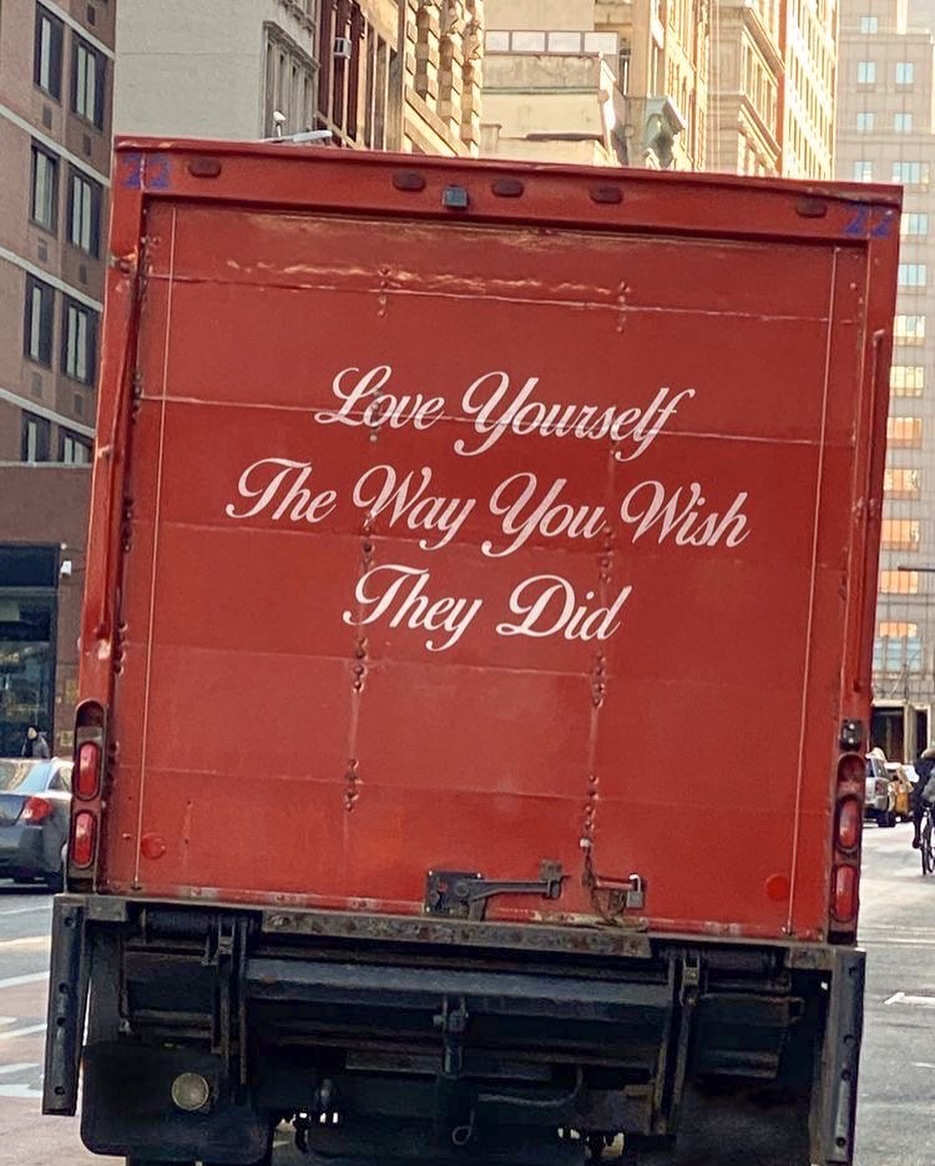 22
22
Love Yourself
The Way You Wish
They Did